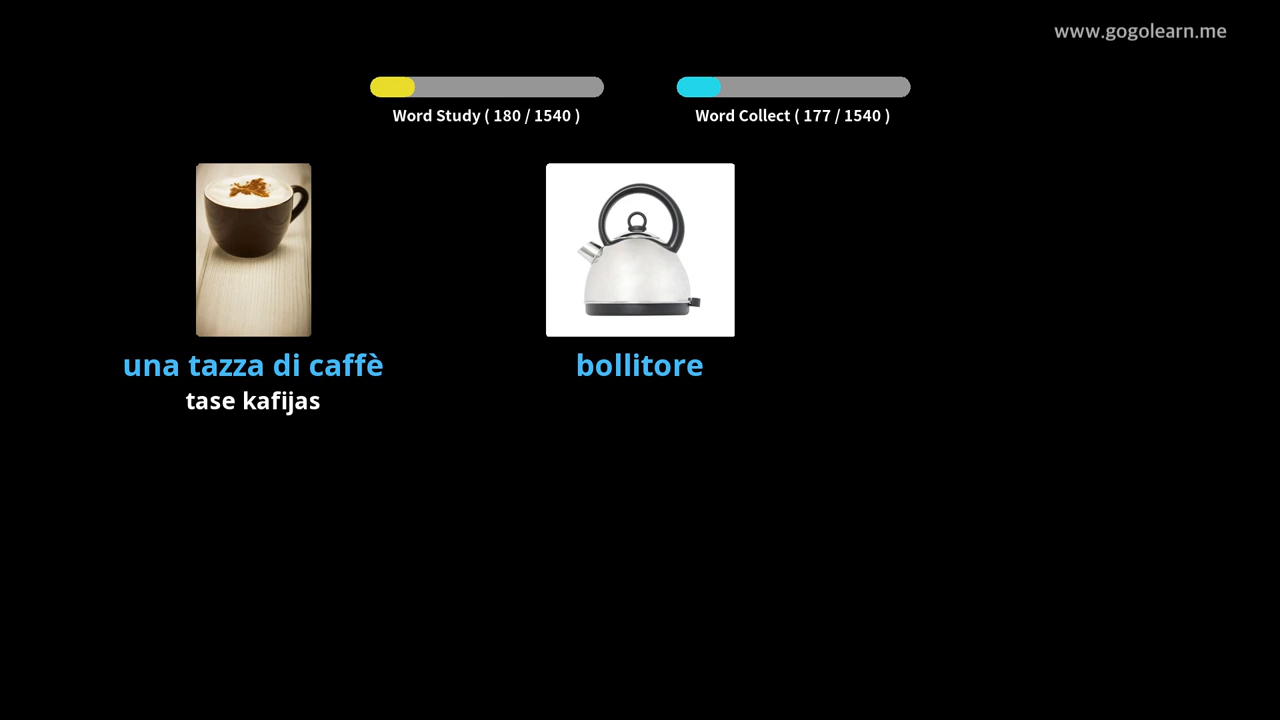 www.gogolearn.me
Word Study ( 180 / 1540 )
Word Collect ( 177 / 1540 )
una tazza di caffè
tase kafijas
bollitore